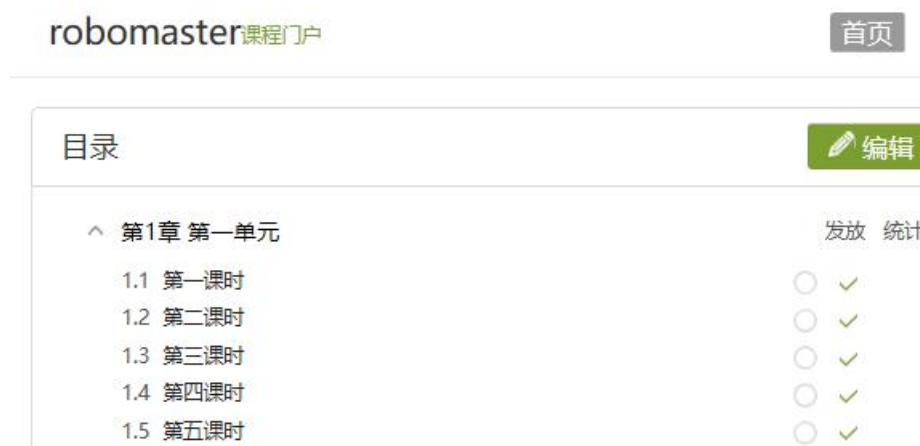 robomaster课程门户 首页
目录 编辑
第1章 第一单元 发放 统计
1.1 第一课时
1.2 第二课时
1.3 第三课时
1.4 第四课时
1.5 第五课时